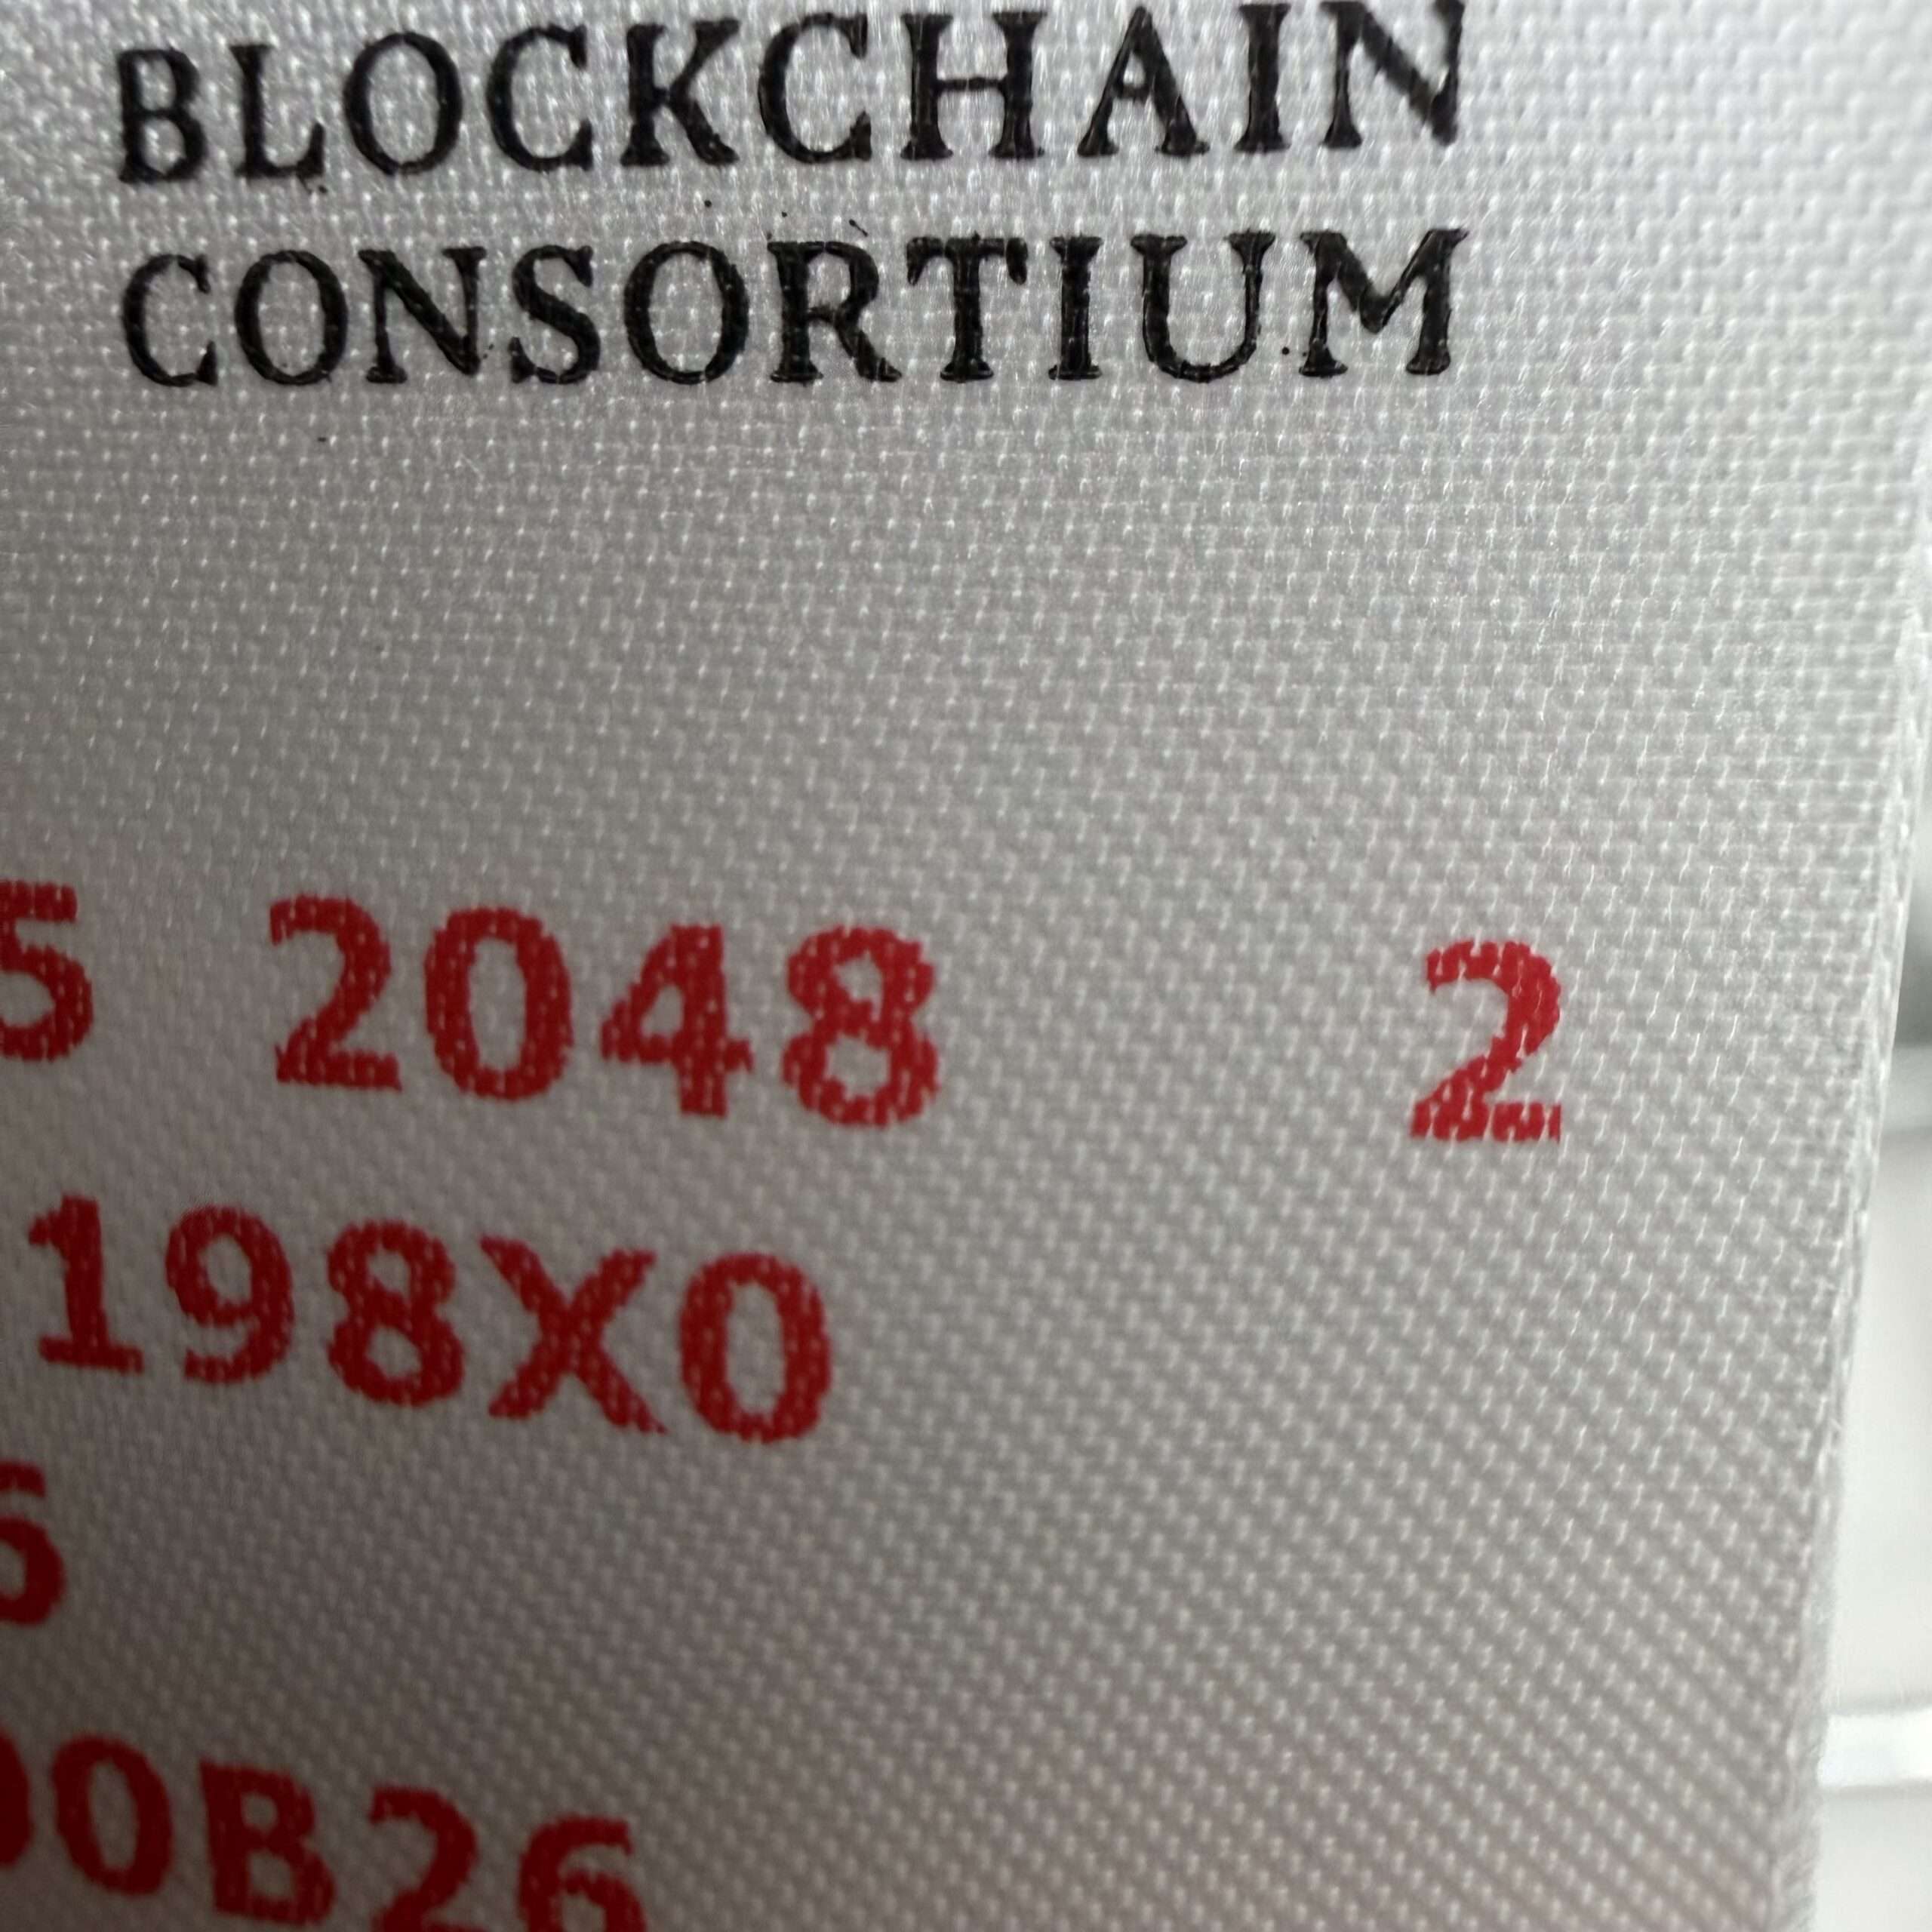 BLOCKCHAIN
CONSORTIUM
5 2048 2
198X0
6
00B26